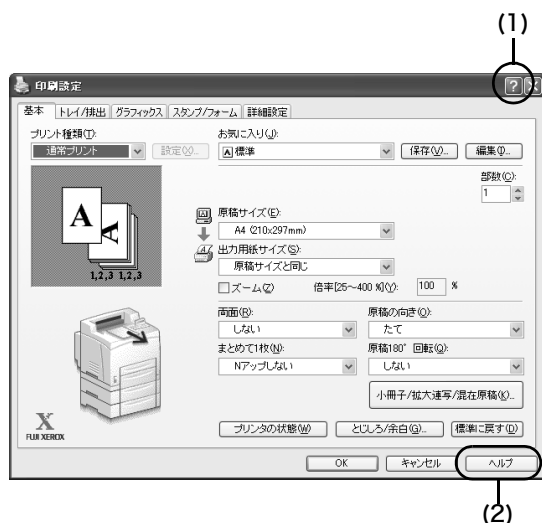 (1)
印刷設定
基本 トレイ/排出 グラフィックス スタンプ/フォーム 詳細設定
プリント種類(T): お気に入り(J):
通常プリント 設定(X)... 標準 保存(V)... 編集(I)...
部数(C):
1
原稿サイズ(E):
A4 (210x297mm)
出力用紙サイズ(S):
原稿サイズと同じ
ズーム(Z) 倍率[25～400 %](Y): 100 %
A A
1,2,3 1,2,3
両面(R): 原稿の向き(O):
しない たて
まとめて1枚(N): 原稿180° 回転(Q):
Nアップしない しない
小冊子/拡大連写/混在原稿(K)...
X
FUJI XEROX
プリンタの状態(W) とじしろ/余白(G)... 標準に戻す(D)
OK キャンセル ヘルプ
(2)